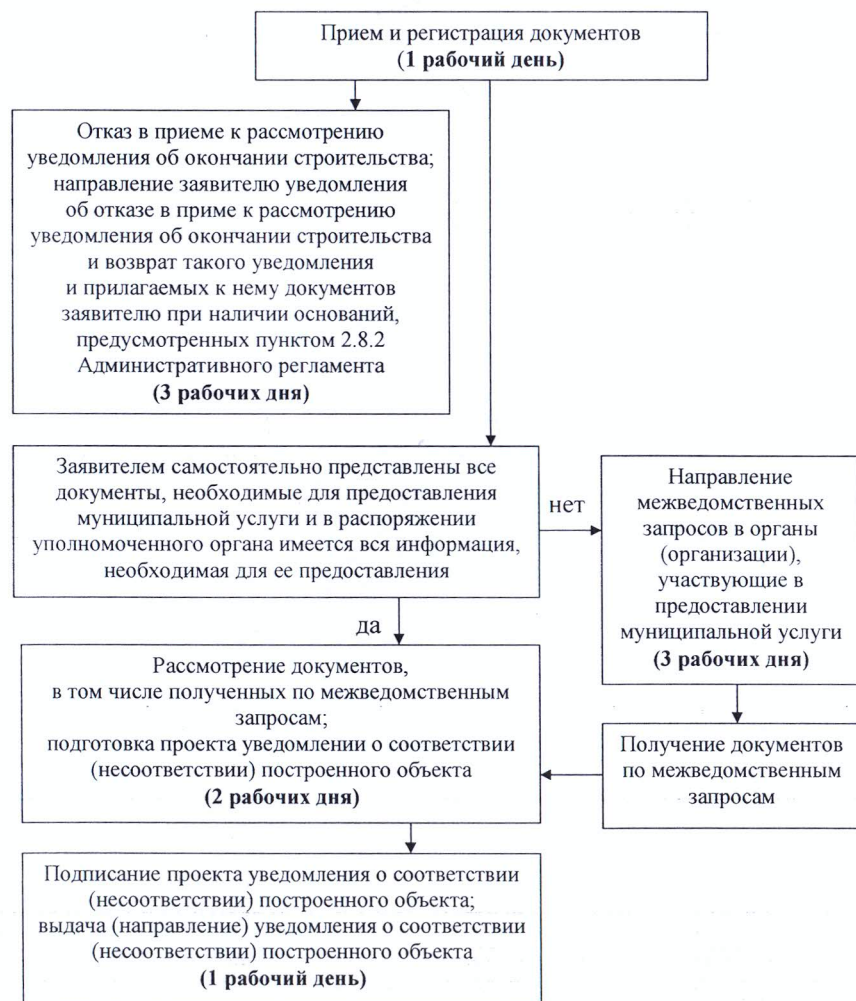 Прием и регистрация документов
(1 рабочий день)
Отказ в приеме к рассмотрению
уведомления об окончании строительства;
направление заявителю уведомления
об отказе в приме к рассмотрению
уведомления об окончании строительства
и возврат такого уведомления
и прилагаемых к нему документов
заявителю при наличии оснований,
предусмотренных пунктом 2.8.2
Административного регламента
(3 рабочих дня)
Заявителем самостоятельно представлены все
документы, необходимые для предоставления
муниципальной услуги и в распоряжении
уполномоченного органа имеется вся информация,
необходимая для ее предоставления
нет
Направление
межведомственных
запросов в органы
(организации),
участвующие в
предоставлении
муниципальной услуги
(3 рабочих дня)
да
Рассмотрение документов,
в том числе полученных по межведомственным
запросам;
подготовка проекта уведомлении о соответствии
(несоответствии) построенного объекта
(2 рабочих дня)
Получение документов
по межведомственным
запросам
Подписание проекта уведомления о соответствии
(несоответствии) построенного объекта;
выдача (направление) уведомления о соответствии
(несоответствии) построенного объекта
(1 рабочий день)